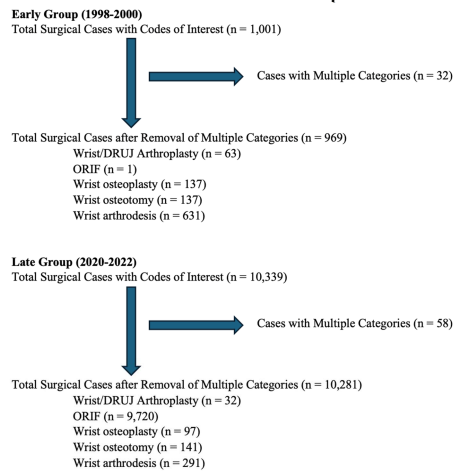 Early Group (1998-2000)
Total Surgical Cases with Codes of Interest (n = 1,001)
Cases with Multiple Categories (n = 32)
Total Surgical Cases after Removal of Multiple Categories (n = 969)
Wrist/DRUJ Arthroplasty (n = 63)
ORIF (n = 1)
Wrist osteoplasty (n = 137)
Wrist osteotomy (n = 137)
Wrist arthrodesis (n = 631)
Late Group (2020-2022)
Total Surgical Cases with Codes of Interest (n = 10,339)
Cases with Multiple Categories (n = 58)
Total Surgical Cases after Removal of Multiple Categories (n = 10,281)
Wrist/DRUJ Arthroplasty (n = 32)
ORIF (n = 9,720)
Wrist osteoplasty (n = 97)
Wrist osteotomy (n = 141)
Wrist arthrodesis (n = 291)